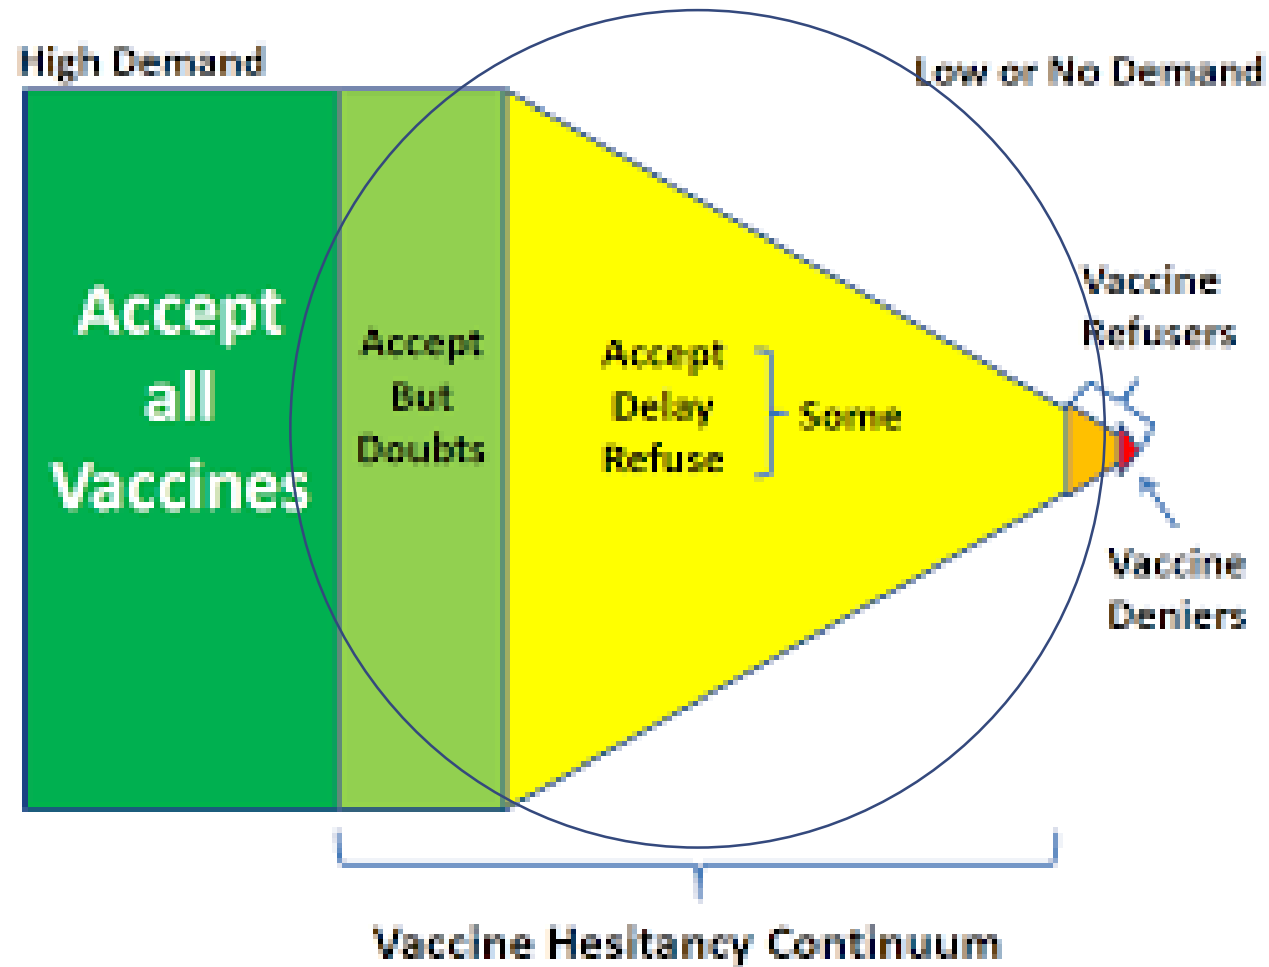 High Demand
Low or No Demand
Accept
all
Vaccines
Accept
But
Doubts
Accept
Delay
Refuse
Some
Vaccine
Refusers
Vaccine
Deniers
Vaccine Hesitancy Continuum